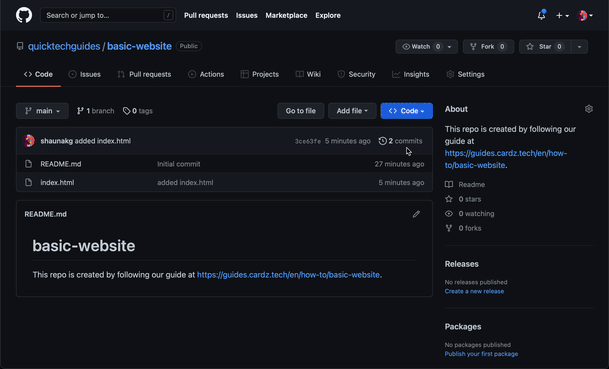 Search or jump to... /
Pull requests Issues Marketplace Explore
quicktechguides / basic-website Public
Watch 0 Fork 0 Star 0
<> Code Issues Pull requests Actions Projects Wiki Security Insights Settings
main 1 branch 0 tags Go to file Add file <> Code
shaunakg added index.html 3ce63fe 5 minutes ago 2 commits
README.md Initial commit 27 minutes ago
index.html added index.html 5 minutes ago
README.md
basic-website
This repo is created by following our guide at https://guides.cardz.tech/en/how-to/basic-website.
About
This repo is created by following our
guide at
https://guides.cardz.tech/en/how-
to/basic-website.
Readme
0 stars
0 watching
0 forks
Releases
No releases published
Create a new release
Packages
No packages published
Publish your first package